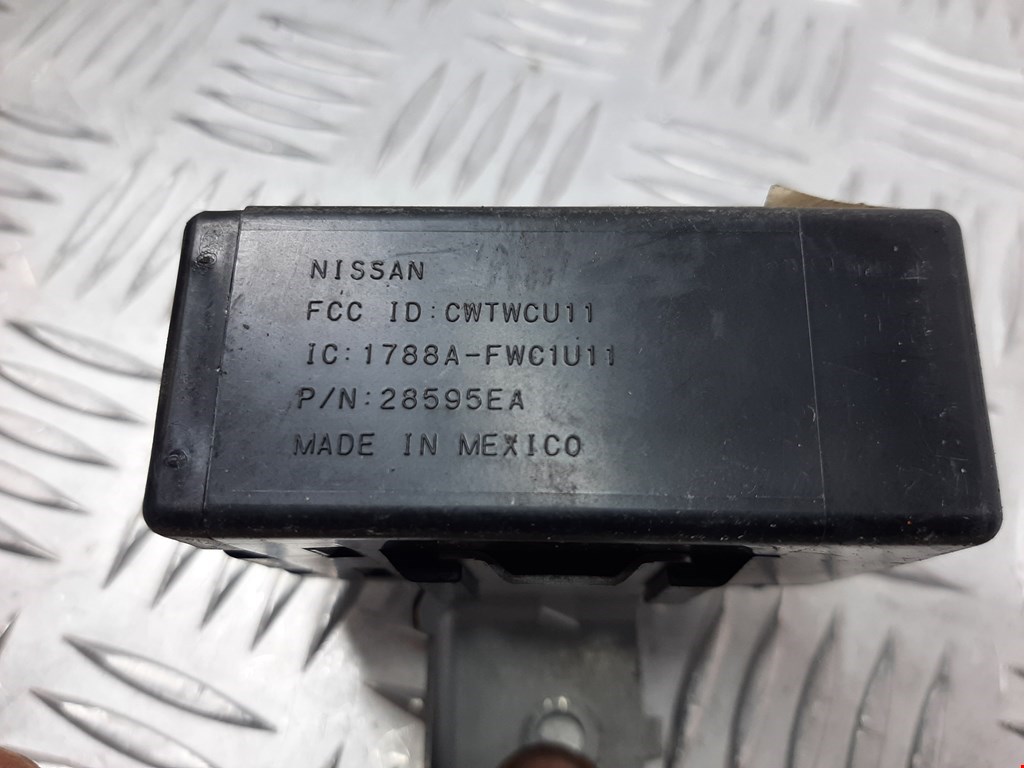 NISSAN
FCC ID:CWTWCU11
IC:1788A-FWC1U11
P/N:28595EA
MADE IN MEXICO